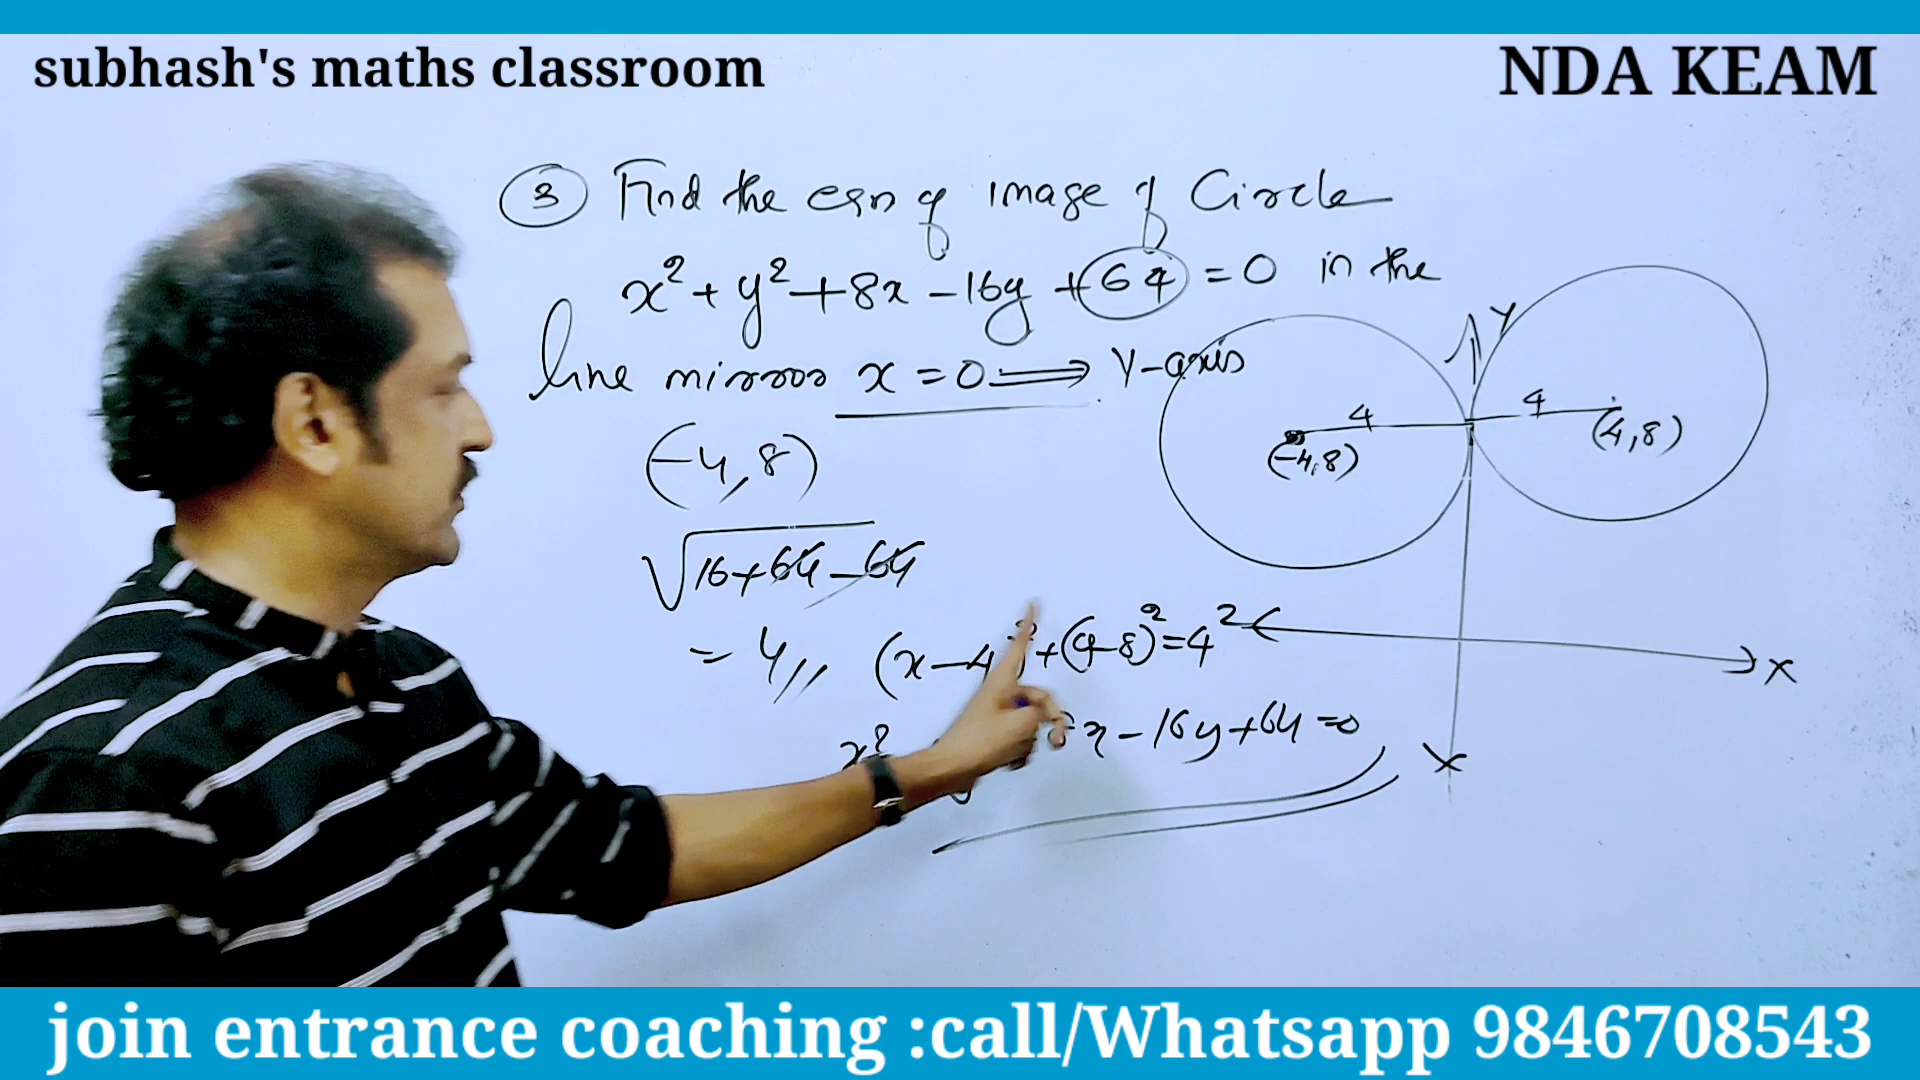 subhash's maths classroom
NDA KEAM
3 Find the eqn of image of Circle
x² + y² + 8x - 16y + 64 = 0 in the
line mirror x = 0 ⟹ Y-axis
(-4, 8)
√16+64-64
= 4,,
(x-4)²+(y-8)²=4²
x² 8x - 16y + 64 = 0
Y
4
4
(-4, 8)
(4, 8)
X
join entrance coaching :call/Whatsapp 9846708543